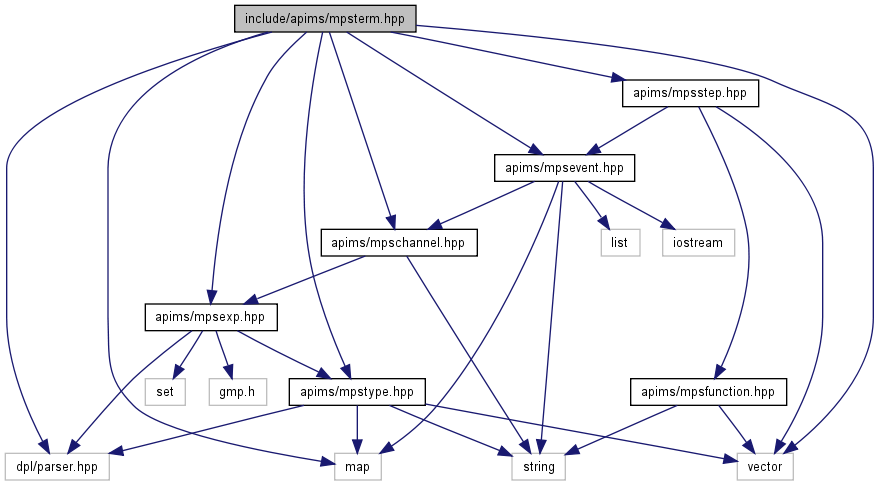 include/apims/mpsterm.hpp
apims/mpsstep.hpp
apims/mpsevent.hpp
apims/mpschannel.hpp
list
iostream
apims/mpsexp.hpp
set
gmp.h
apims/mpstype.hpp
apims/mpsfunction.hpp
dpl/parser.hpp
map
string
vector